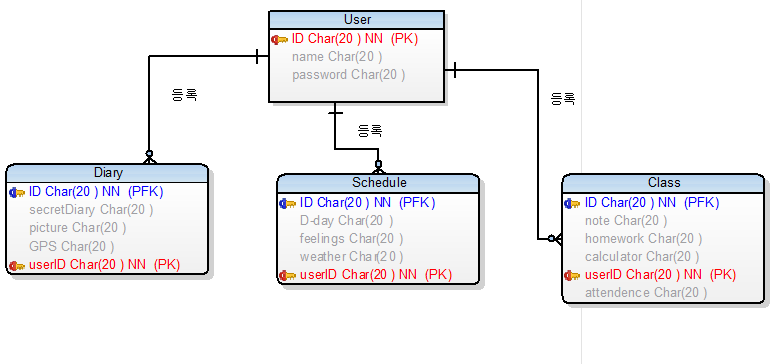 User
ID Char(20 ) NN  (PK)
name Char(20 )
password Char(20 )
등록
등록
등록
Diary
ID Char(20 ) NN  (PFK)
secretDiary Char(20 )
picture Char(20 )
GPS Char(20 )
userID Char(20 ) NN  (PK)
Schedule
ID Char(20 ) NN  (PFK)
D-day Char(20 )
feelings Char(20 )
weather Char(20 )
userID Char(20 ) NN  (PK)
Class
ID Char(20 ) NN  (PFK)
note Char(20 )
homework Char(20 )
calculator Char(20 )
userID Char(20 ) NN  (PK)
attendence Char(20 )